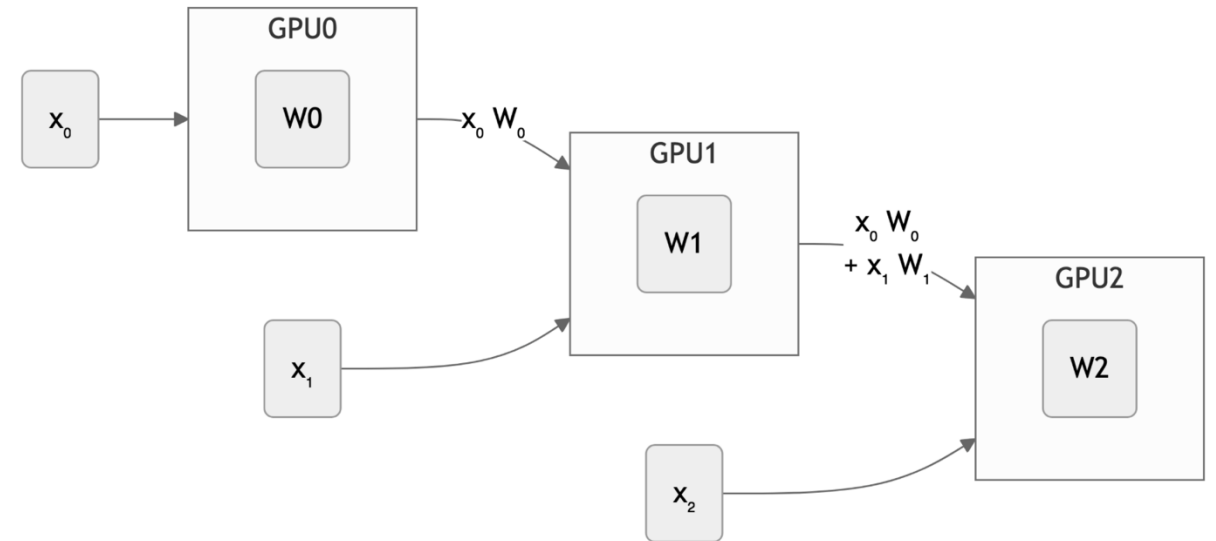 GPU0
x₀
W0
x₀ W₀
GPU1
W1
x₀ W₀
+ x₁ W₁
GPU2
x₁
W2
x₂